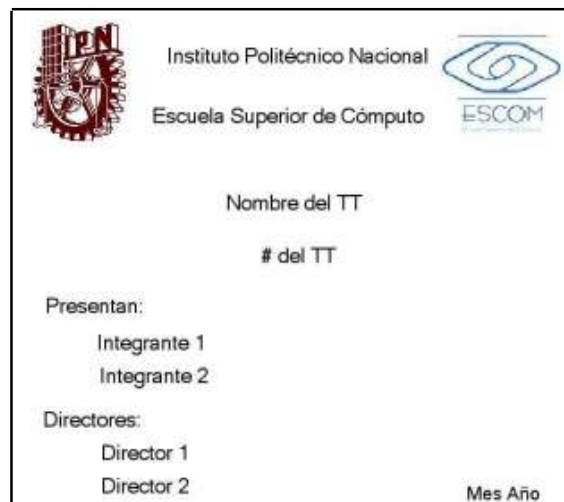 IPN
Instituto Politécnico Nacional
Escuela Superior de Cómputo
ESCOM
Nombre del TT
# del TT
Presentan:
Integrante 1
Integrante 2
Directores:
Director 1
Director 2
Mes Año